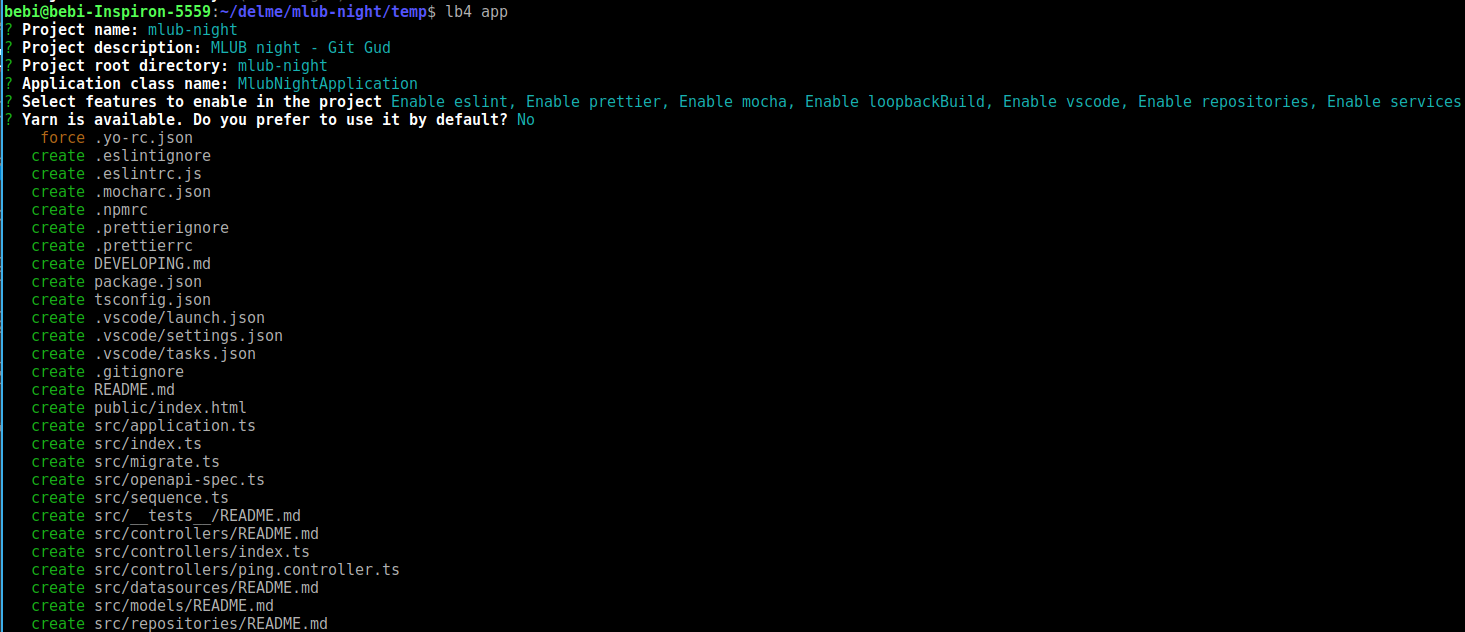 bebi@bebi-Inspiron-5559:~/delme/mlub-night/temp$ lb4 app
? Project name: mlub-night
? Project description: MLUB night - Git Gud
? Project root directory: mlub-night
? Application class name: MlubNightApplication
? Select features to enable in the project Enable eslint, Enable prettier, Enable mocha, Enable loopbackBuild, Enable vscode, Enable repositories, Enable services
? Yarn is available. Do you prefer to use it by default? No
force .yo-rc.json
create .eslintignore
create .eslintrc.js
create .mocharc.json
create .npmrc
create .prettierignore
create .prettierrc
create DEVELOPING.md
create package.json
create tsconfig.json
create .vscode/launch.json
create .vscode/settings.json
create .vscode/tasks.json
create .gitignore
create README.md
create public/index.html
create src/application.ts
create src/index.ts
create src/migrate.ts
create src/openapi-spec.ts
create src/sequence.ts
create src/__tests__/README.md
create src/controllers/README.md
create src/controllers/index.ts
create src/controllers/ping.controller.ts
create src/datasources/README.md
create src/models/README.md
create src/repositories/README.md